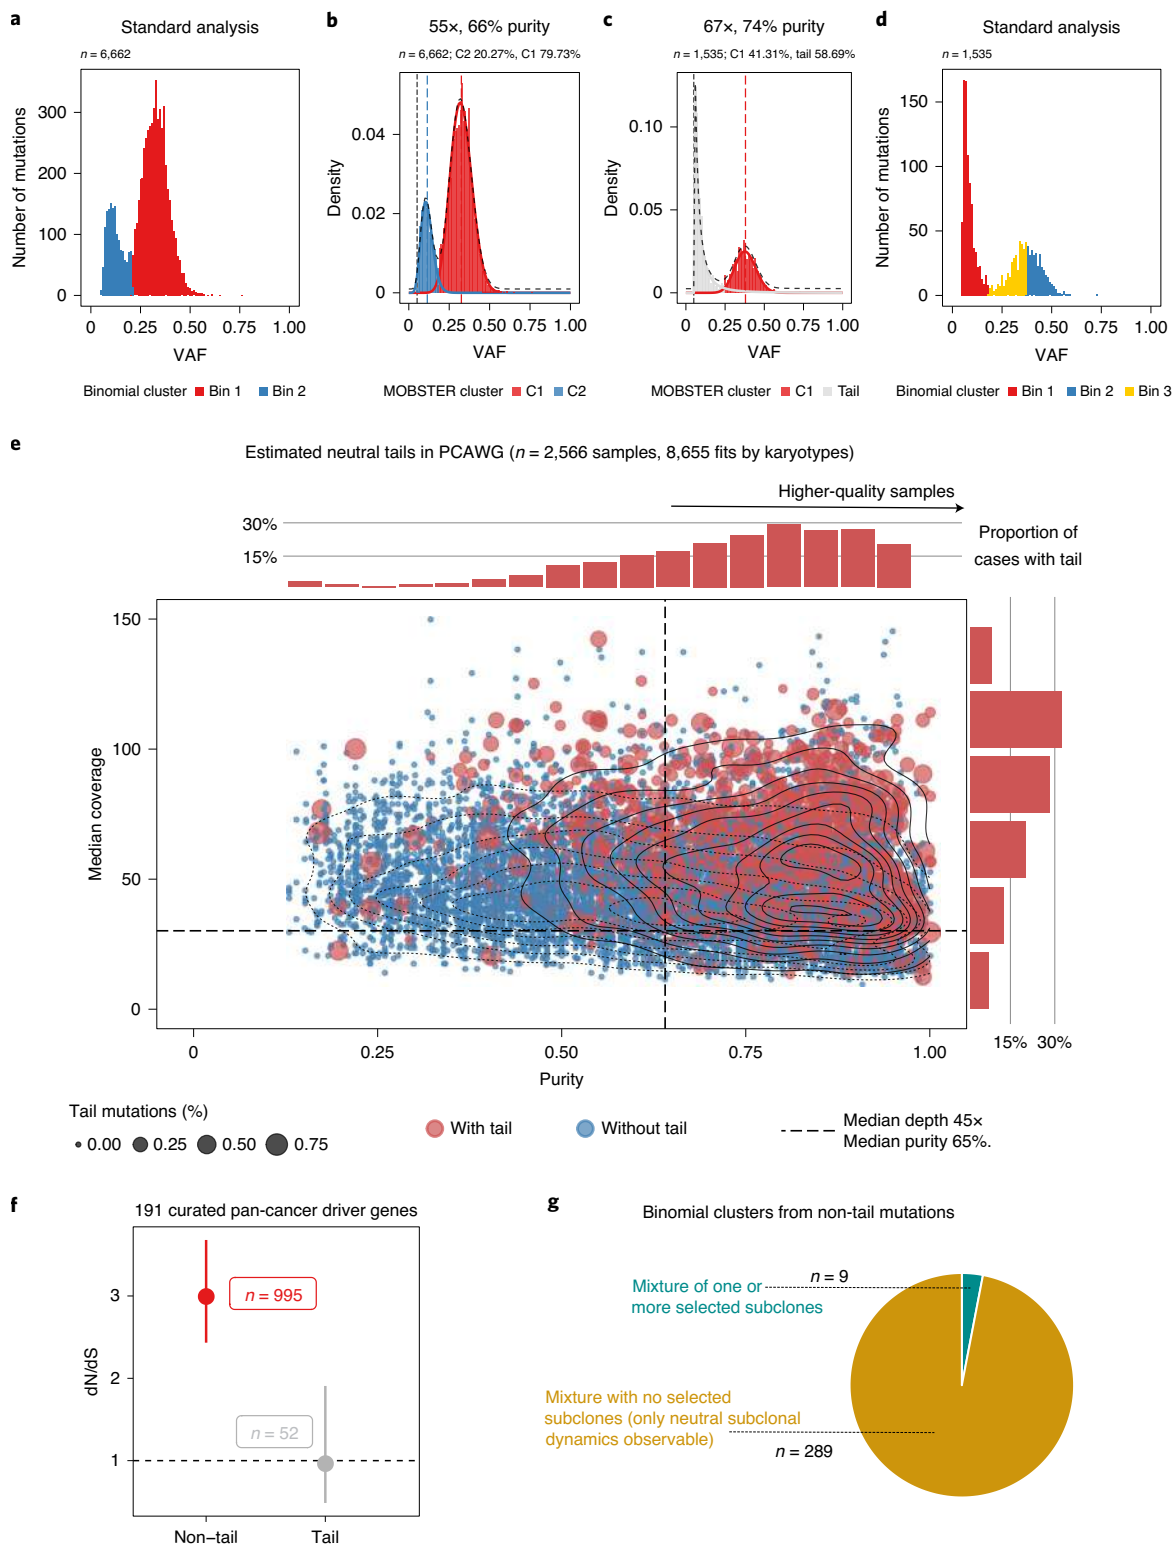 a
Standard analysis
n = 6,662
Number of mutations
300
200
100
0
0 0.25 0.50 0.75 1.00
VAF
Binomial cluster Bin 1 Bin 2
b
55×, 66% purity
n = 6,662; C2 20.27%, C1 79.73%
Density
0.04
0.02
0
0 0.25 0.50 0.75 1.00
VAF
MOBSTER cluster C1 C2
c
67×, 74% purity
n = 1,535; C1 41.31%, tail 58.69%
Density
0.10
0.05
0
0 0.25 0.50 0.75 1.00
VAF
MOBSTER cluster C1 Tail
d
Standard analysis
n = 1,535
Number of mutations
150
100
50
0
0 0.25 0.50 0.75 1.00
VAF
Binomial cluster Bin 1 Bin 2 Bin 3
e
Estimated neutral tails in PCAWG (n = 2,566 samples, 8,655 fits by karyotypes)
Higher-quality samples
30%
15%
Proportion of
cases with tail
Median coverage
150
100
50
0
15% 30%
0 0.25 0.50 0.75 1.00
Purity
Tail mutations (%)
0.00 0.25 0.50 0.75
With tail Without tail
Median depth 45×
Median purity 65%.
f
191 curated pan-cancer driver genes
dN/dS
3
2
1
n = 995
n = 52
Non–tail Tail
g
Binomial clusters from non-tail mutations
n = 9
Mixture of one or
more selected subclones
Mixture with no selected
subclones (only neutral subclonal
dynamics observable)
n = 289